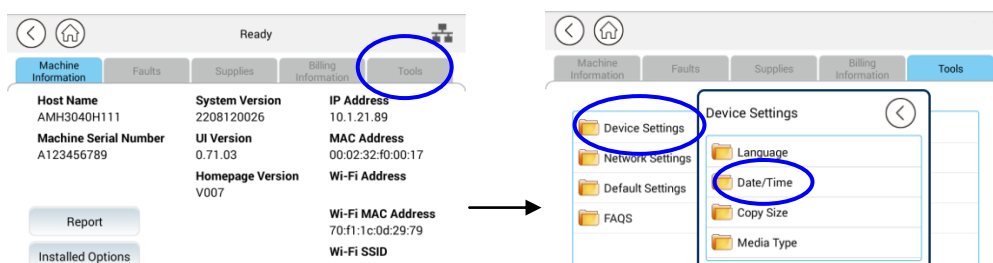 Ready
Machine
Information
Faults
Supplies
Billing
Information
Tools
Host Name
AMH3040H111
System Version
2208120026
IP Address
10.1.21.89
Machine Serial Number
A123456789
UI Version
0.71.03
MAC Address
00:02:32:f0:00:17
Homepage Version
V007
Wi-Fi Address
Wi-Fi MAC Address
70:f1:1c:0d:29:79
Wi-Fi SSID
Report
Installed Options
Machine
Information
Faults
Supplies
Billing
Information
Tools
Device Settings
Network Settings
Default Settings
FAQS
Device Settings
Language
Date/Time
Copy Size
Media Type